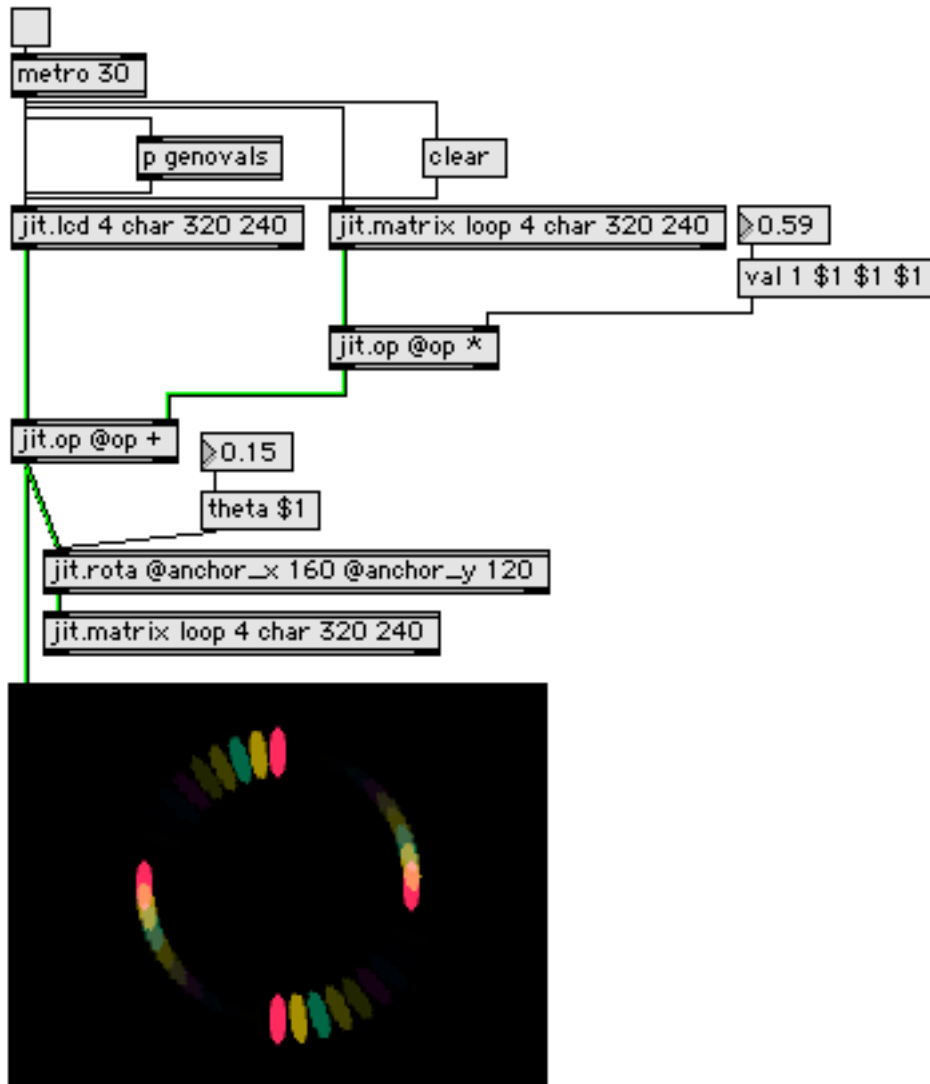 metro 30
p genovals
clear
jit.lcd 4 char 320 240
jit.matrix loop 4 char 320 240
0.59
val 1 $1 $1 $1
jit.op @op *
jit.op @op +
0.15
theta $1
jit.rota @anchor_x 160 @anchor_y 120
jit.matrix loop 4 char 320 240